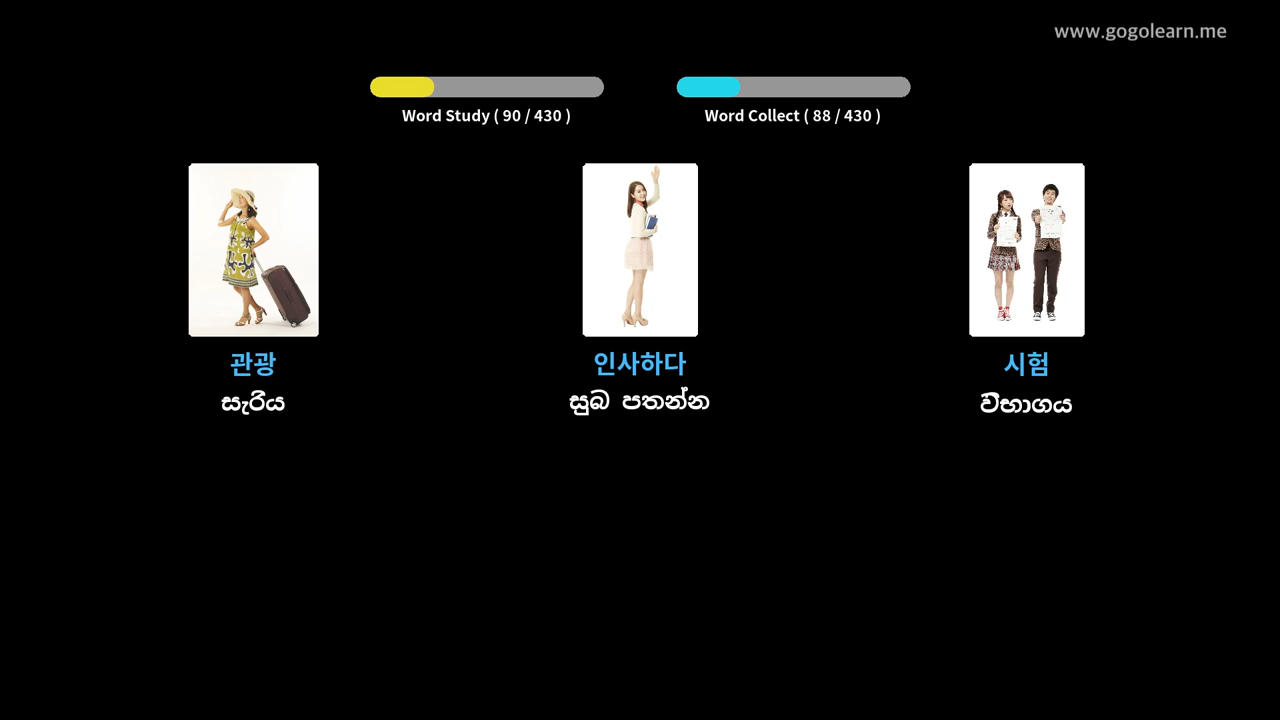 www.gogolearn.me
Word Study ( 90 / 430 )
Word Collect ( 88 / 430 )
관광
인사하다
시험
සැරිය
සුබ පතන්න
විභාගය